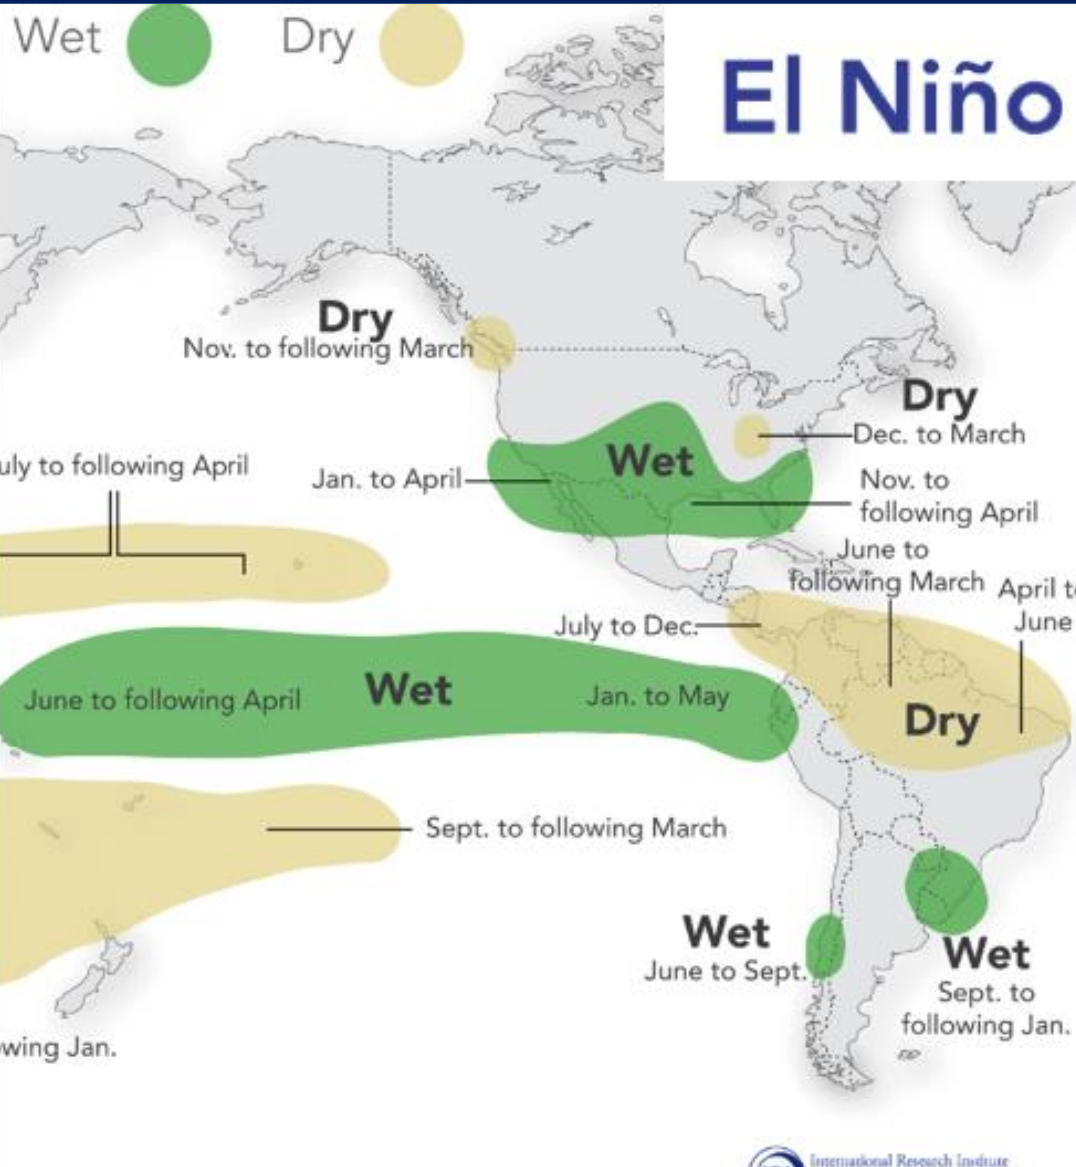 Wet
Dry
El Niño
Dry
Nov. to following March
Dry
Dec. to March
uly to following April
Jan. to April
Wet
Nov. to
following April
June to
following March
April t
June
July to Dec.
June to following April
Wet
Jan. to May
Dry
Sept. to following March
Wet
June to Sept.
Wet
Sept. to
following Jan.
wing Jan.
International Research Institute